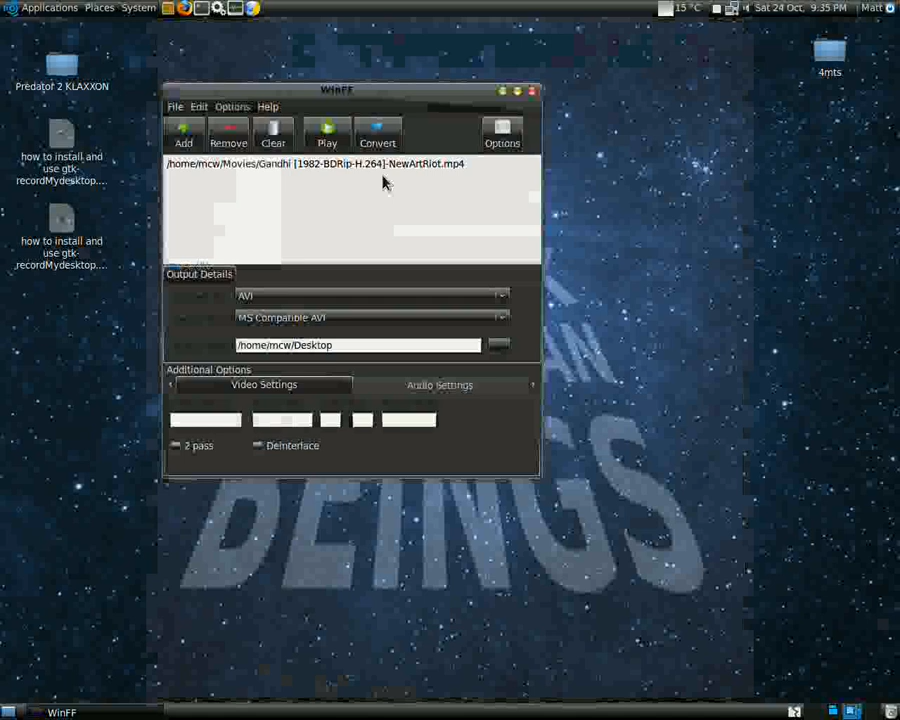 Applications Places System
15 °C
Sat 24 Oct, 9:35 PM
Matt
Predator 2 KLAXXON
how to install and
use gtk-
recordMydesktop....
how to install and
use gtk-
recordMydesktop....
4mts
WinFF
File Edit Options Help
Add Remove Clear Play Convert Options
/home/mcw/Movies/Gandhi [1982-BDRip-H.264]-NewArtRiot.mp4
Output Details
AVI
MS Compatible AVI
/home/mcw/Desktop
Additional Options
Video Settings Audio Settings
2 pass Deinterlace
AN
BEINGS
WinFF